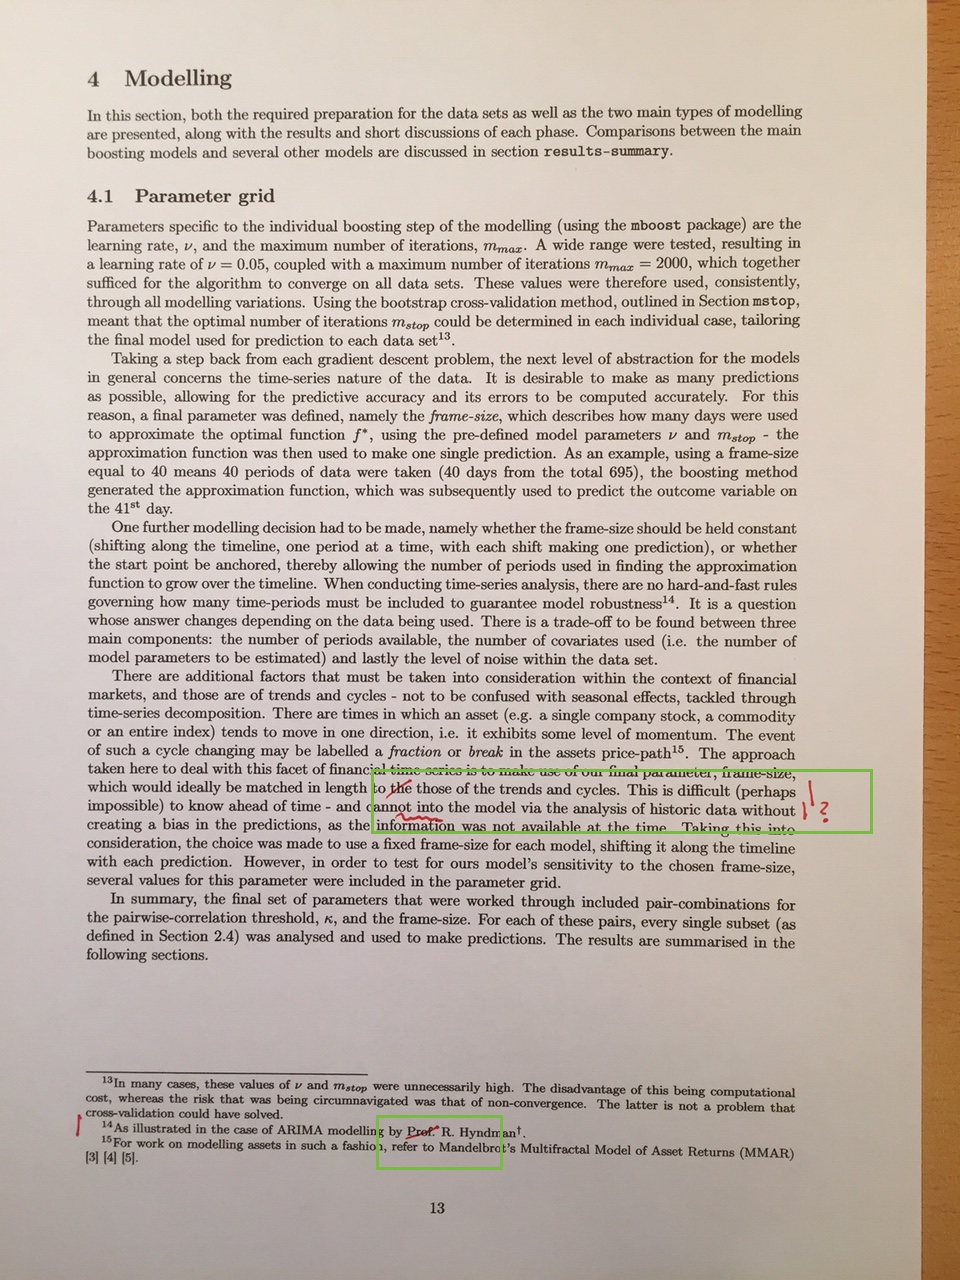 4 Modelling
In this section, both the required preparation for the data sets as well as the two main types of modelling
are presented, along with the results and short discussions of each phase. Comparisons between the main
boosting models and several other models are discussed in section results-summary.
4.1 Parameter grid
Parameters specific to the individual boosting step of the modelling (using the mboost package) are the
learning rate, ν, and the maximum number of iterations, mmax. A wide range were tested, resulting in
a learning rate of ν = 0.05, coupled with a maximum number of iterations mmax = 2000, which together
sufficed for the algorithm to converge on all data sets. These values were therefore used, consistently,
through all modelling variations. Using the bootstrap cross-validation method, outlined in Section mstop,
meant that the optimal number of iterations mstop could be determined in each individual case, tailoring
the final model used for prediction to each data set13.
Taking a step back from each gradient descent problem, the next level of abstraction for the models
in general concerns the time-series nature of the data. It is desirable to make as many predictions
as possible, allowing for the predictive accuracy and its errors to be computed accurately. For this
reason, a final parameter was defined, namely the frame-size, which describes how many days were used
to approximate the optimal function f*, using the pre-defined model parameters ν and mstop - the
approximation function was then used to make one single prediction. As an example, using a frame-size
equal to 40 means 40 periods of data were taken (40 days from the total 695), the boosting method
generated the approximation function, which was subsequently used to predict the outcome variable on
the 41st day.
One further modelling decision had to be made, namely whether the frame-size should be held constant
(shifting along the timeline, one period at a time, with each shift making one prediction), or whether
the start point be anchored, thereby allowing the number of periods used in finding the approximation
function to grow over the timeline. When conducting time-series analysis, there are no hard-and-fast rules
governing how many time-periods must be included to guarantee model robustness14. It is a question
whose answer changes depending on the data being used. There is a trade-off to be found between three
main components: the number of periods available, the number of covariates used (i.e. the number of
model parameters to be estimated) and lastly the level of noise within the data set.
There are additional factors that must be taken into consideration within the context of financial
markets, and those are of trends and cycles - not to be confused with seasonal effects, tackled through
time-series decomposition. There are times in which an asset (e.g. a single company stock, a commodity
or an entire index) tends to move in one direction, i.e. it exhibits some level of momentum. The event
of such a cycle changing may be labelled a fraction or break in the assets price-path15. The approach
taken here to deal with this facet of financial time series is to make use of our final parameter, frame-size,
which would ideally be matched in length to the those of the trends and cycles. This is difficult (perhaps
impossible) to know ahead of time - and cannot into the model via the analysis of historic data without ?
creating a bias in the predictions, as the information was not available at the time. Taking this into
consideration, the choice was made to use a fixed frame-size for each model, shifting it along the timeline
with each prediction. However, in order to test for ours model's sensitivity to the chosen frame-size,
several values for this parameter were included in the parameter grid.
In summary, the final set of parameters that were worked through included pair-combinations for
the pairwise-correlation threshold, κ, and the frame-size. For each of these pairs, every single subset (as
defined in Section 2.4) was analysed and used to make predictions. The results are summarised in the
following sections.
13In many cases, these values of ν and mstop were unnecessarily high. The disadvantage of this being computational
cost, whereas the risk that was being circumnavigated was that of non-convergence. The latter is not a problem that
cross-validation could have solved.
14As illustrated in the case of ARIMA modelling by Prof. R. Hyndman†.
15For work on modelling assets in such a fashion, refer to Mandelbrot's Multifractal Model of Asset Returns (MMAR)
[3] [4] [5].
13